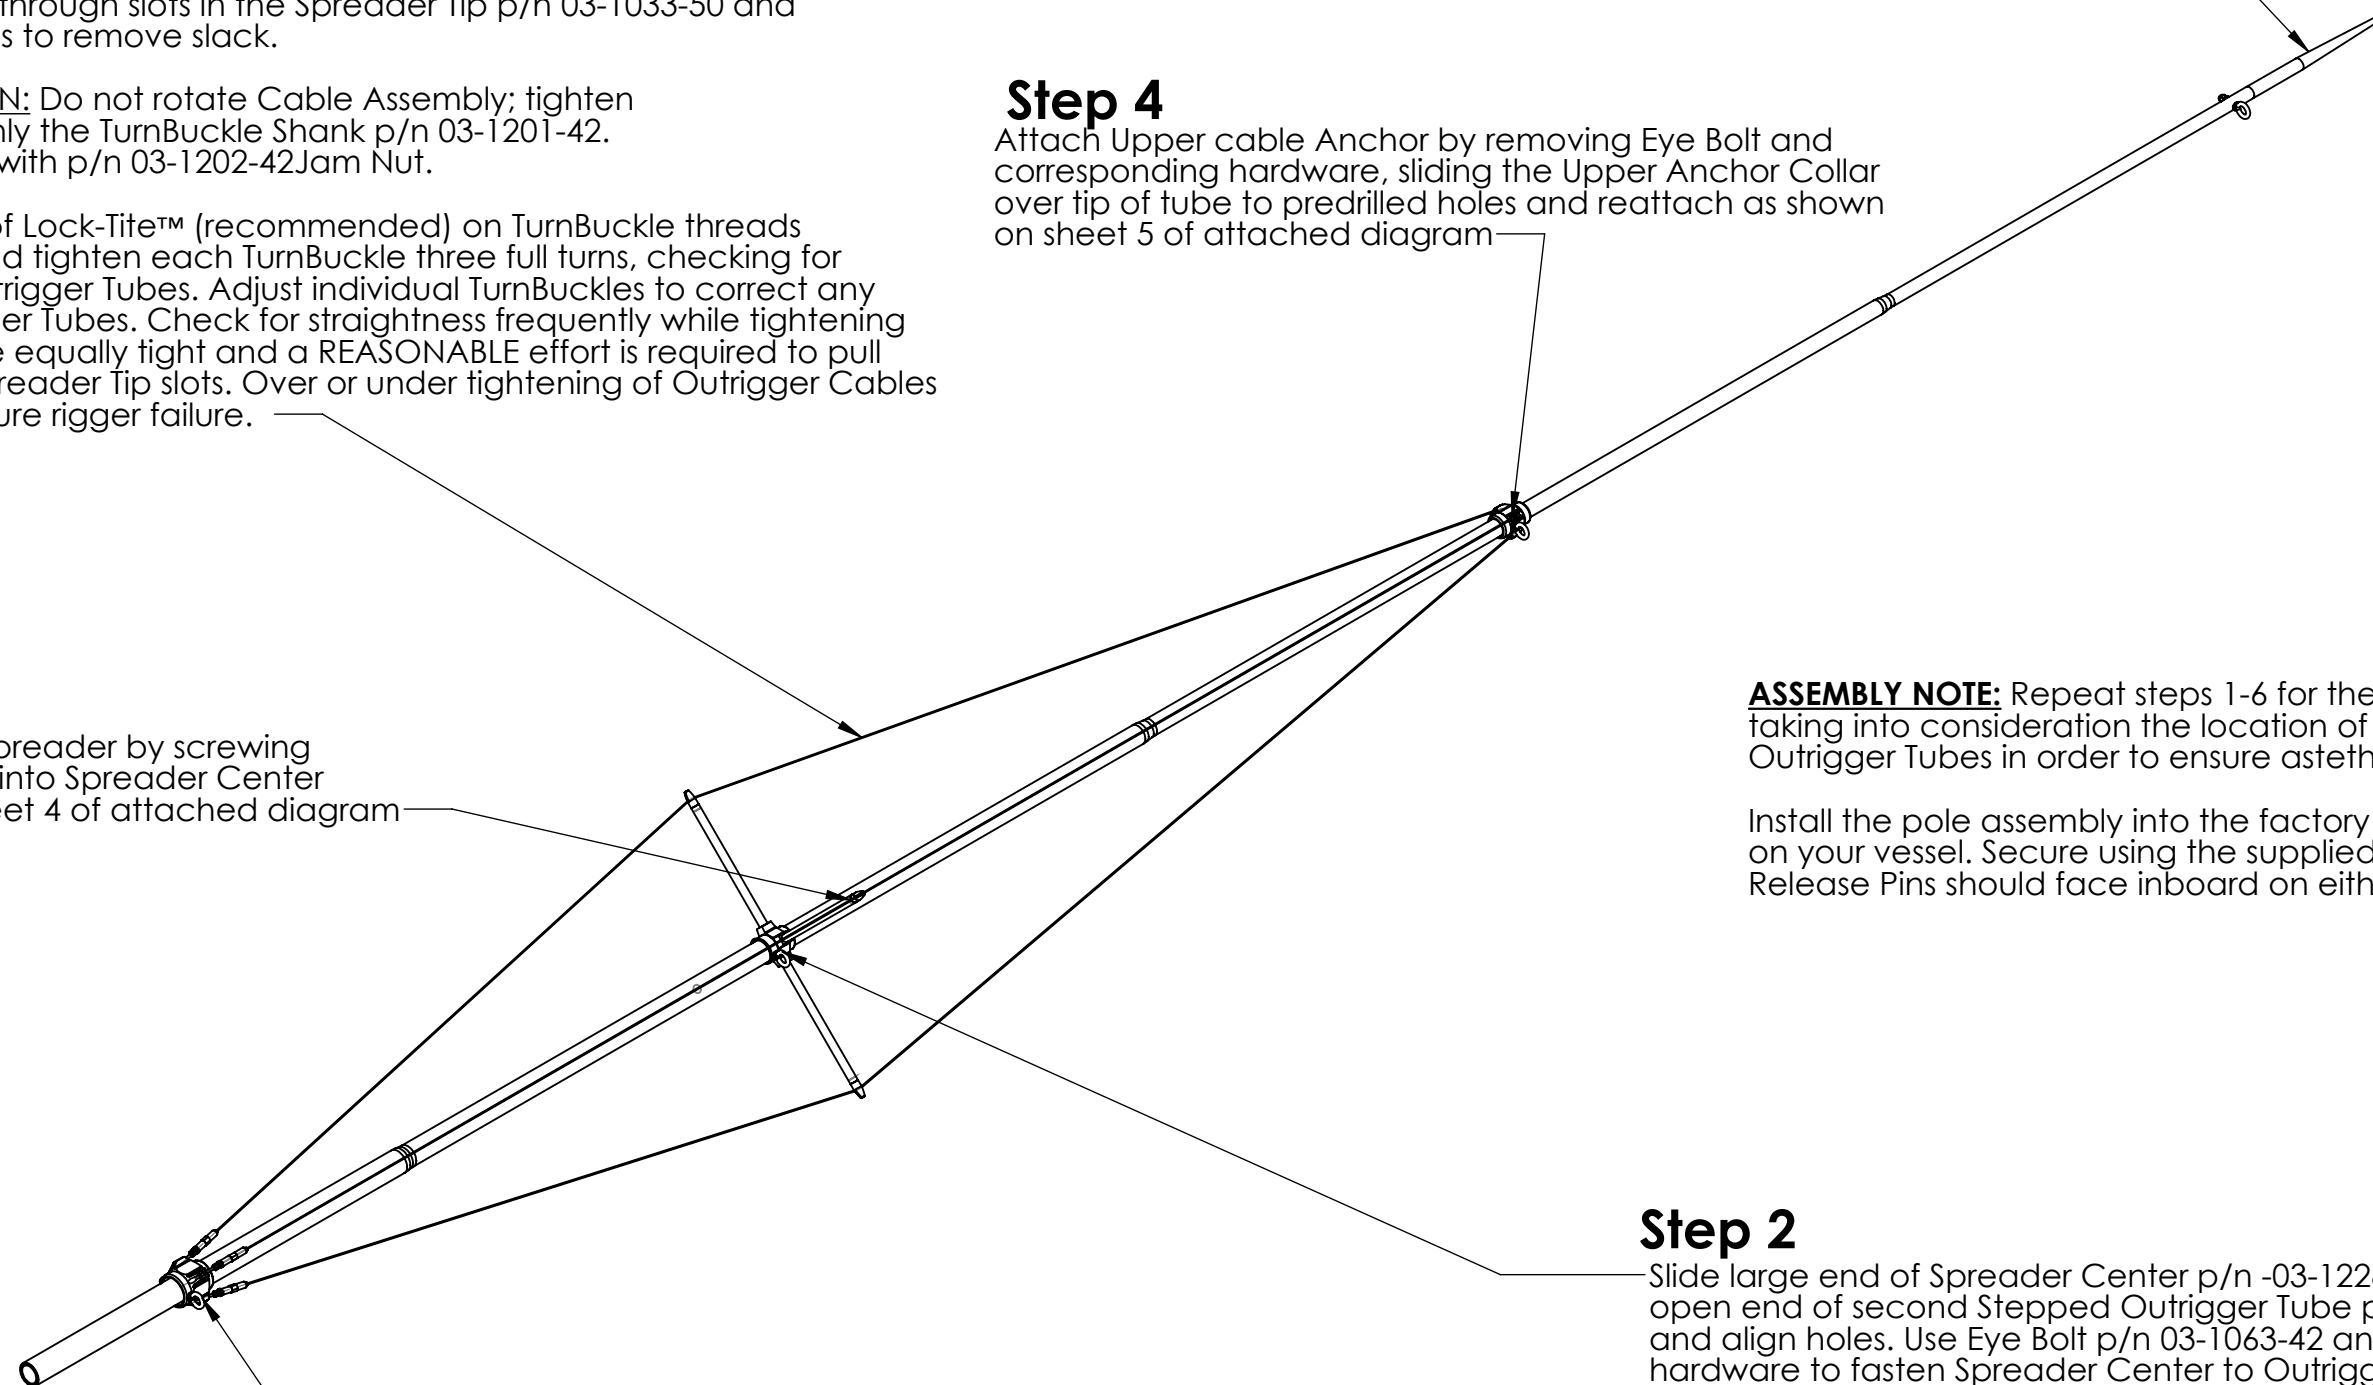 through slots in the Spreader Tip p/n 03-1033-50 and
s to remove slack.
N: Do not rotate Cable Assembly; tighten
nly the TurnBuckle Shank p/n 03-1201-42.
with p/n 03-1202-42Jam Nut.
of Lock-Tite™ (recommended) on TurnBuckle threads
d tighten each TurnBuckle three full turns, checking for
trigger Tubes. Adjust individual TurnBuckles to correct any
er Tubes. Check for straightness frequently while tightening
e equally tight and a REASONABLE effort is required to pull
reader Tip slots. Over or under tightening of Outrigger Cables
ure rigger failure.
Step 4
Attach Upper cable Anchor by removing Eye Bolt and
corresponding hardware, sliding the Upper Anchor Collar
over tip of tube to predrilled holes and reattach as shown
on sheet 5 of attached diagram
preader by screwing
into Spreader Center
eet 4 of attached diagram
ASSEMBLY NOTE: Repeat steps 1-6 for the
taking into consideration the location of
Outrigger Tubes in order to ensure asteth
Install the pole assembly into the factory
on your vessel. Secure using the supplied
Release Pins should face inboard on eith
Step 2
Slide large end of Spreader Center p/n -03-122
open end of second Stepped Outrigger Tube p
and align holes. Use Eye Bolt p/n 03-1063-42 an
hardware to fasten Spreader Center to Outrigg